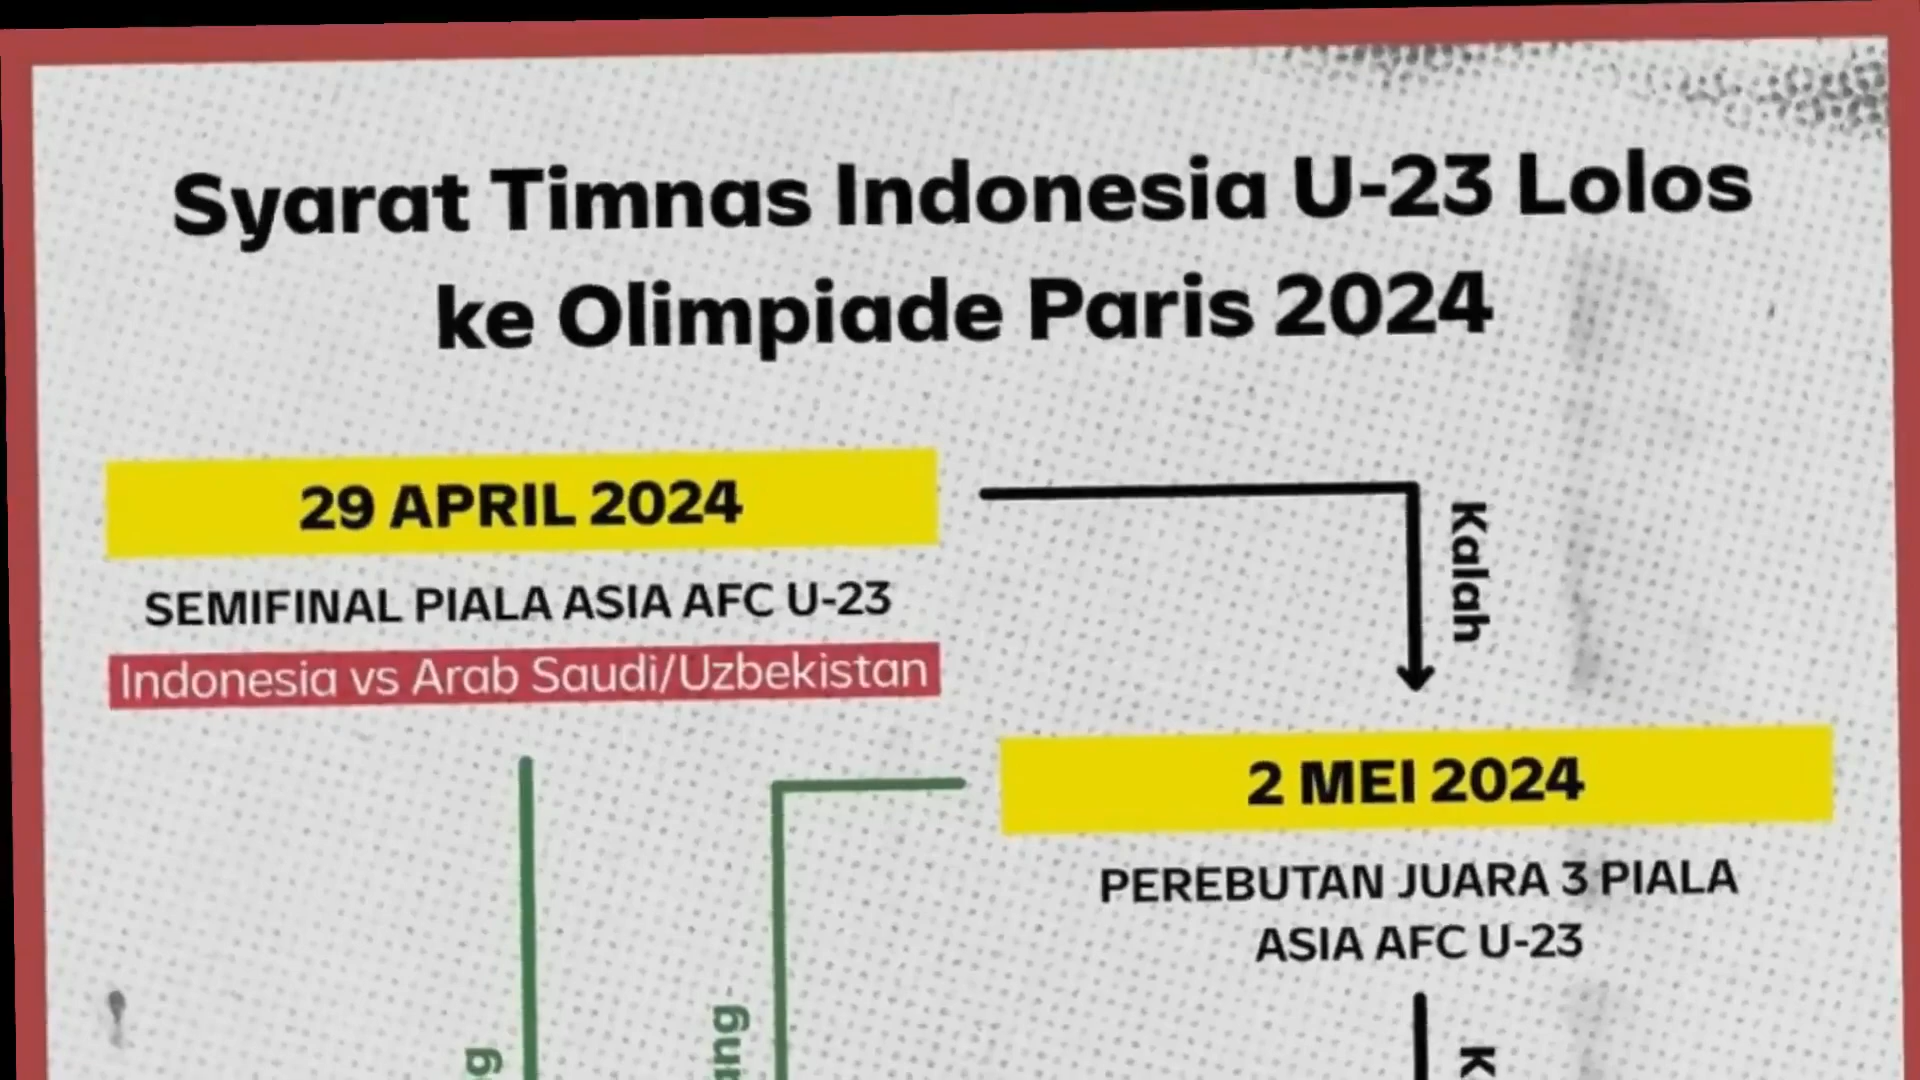 Syarat Timnas Indonesia U-23 Lolos
ke Olimpiade Paris 2024
29 APRIL 2024
SEMIFINAL PIALA ASIA AFC U-23
Indonesia vs Arab Saudi/Uzbekistan
Kalah
2 MEI 2024
PEREBUTAN JUARA 3 PIALA
ASIA AFC U-23